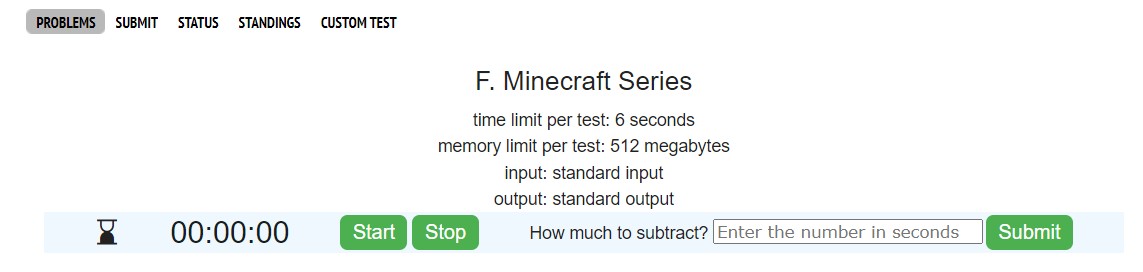 PROBLEMS SUBMIT STATUS STANDINGS CUSTOM TEST
F. Minecraft Series
time limit per test: 6 seconds
memory limit per test: 512 megabytes
input: standard input
output: standard output
00:00:00 Start Stop How much to subtract? Enter the number in seconds Submit